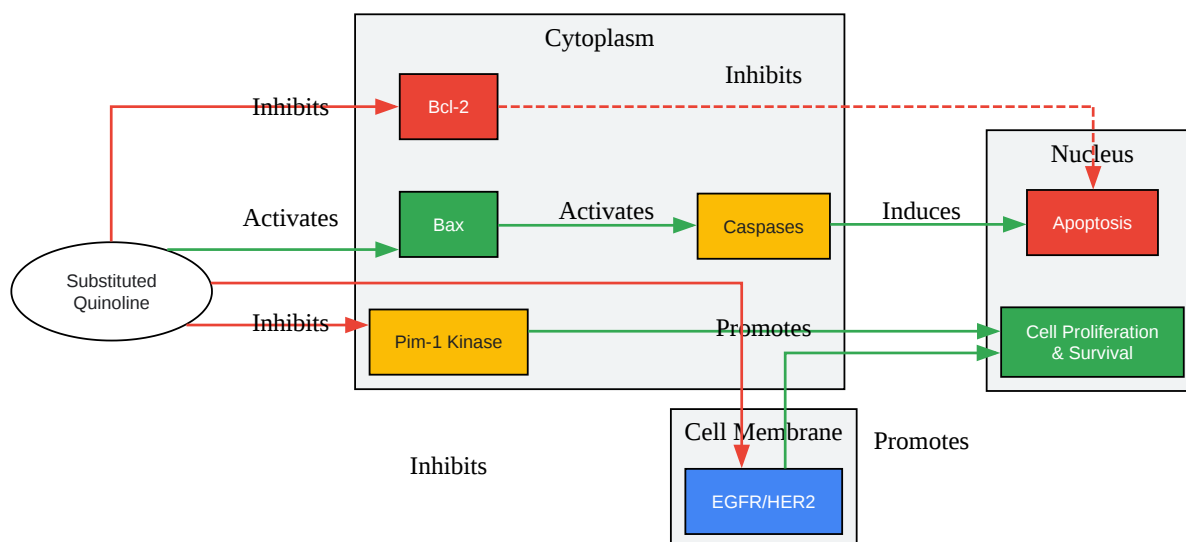 Cytoplasm
Inhibits
Inhibits
Bcl-2
Nucleus
Activates
Bax
Activates
Caspases
Induces
Apoptosis
Substituted
Quinoline
Inhibits
Pim-1 Kinase
Promotes
Cell Proliferation
& Survival
Cell Membrane
Promotes
Inhibits
EGFR/HER2